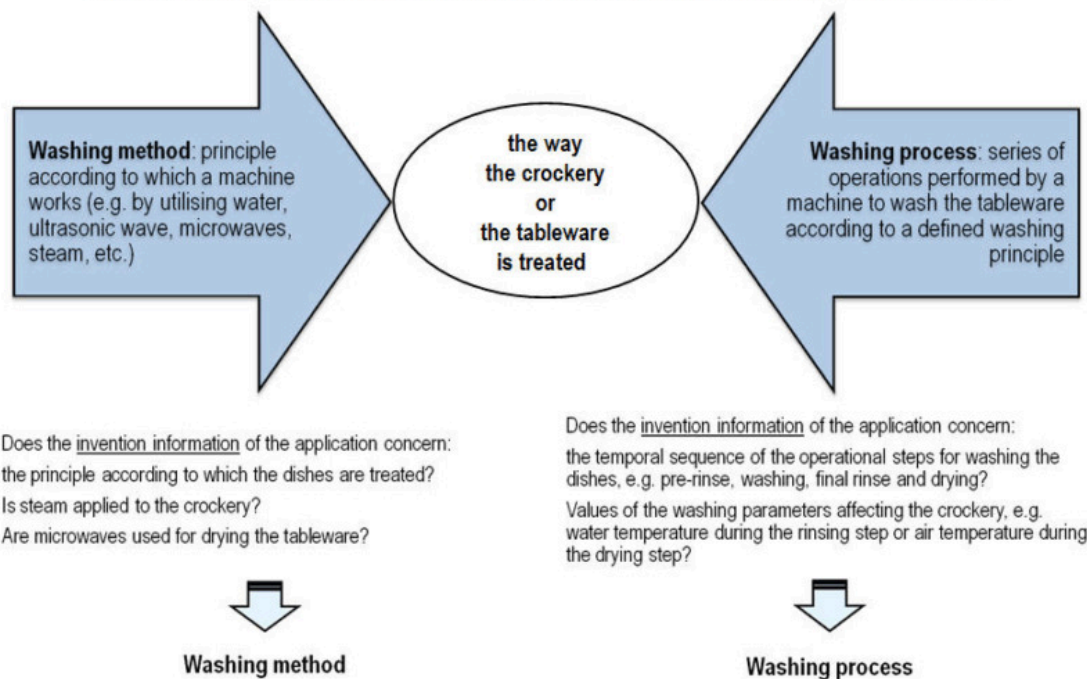 Washing method: principle
according to which a machine
works (e.g. by utilising water,
ultrasonic wave, microwaves,
steam, etc.)
the way
the crockery
or
the tableware
is treated
Washing process: series of
operations performed by a
machine to wash the tableware
according to a defined washing
principle
Does the invention information of the application concern:
the principle according to which the dishes are treated?
Is steam applied to the crockery?
Are microwaves used for drying the tableware?
Washing method
Does the invention information of the application concern:
the temporal sequence of the operational steps for washing the
dishes, e.g. pre-rinse, washing, final rinse and drying?
Values of the washing parameters affecting the crockery, e.g.
water temperature during the rinsing step or air temperature during
the drying step?
Washing process